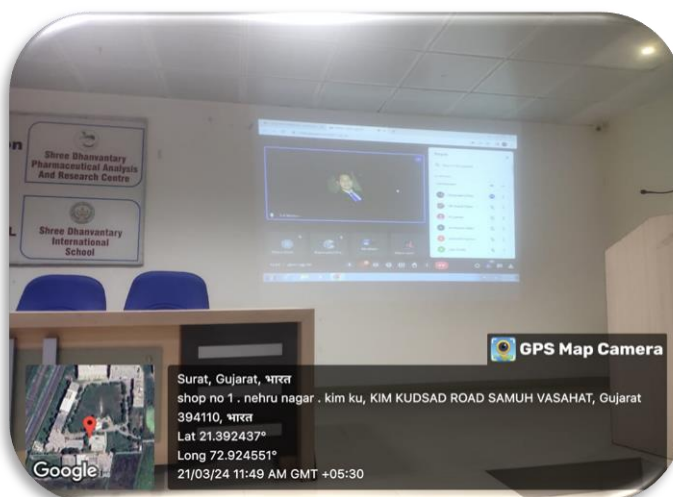 on
Shree Dhanvantary
Pharmaceutical Analysis
And Research Centre
Shree Dhanvantary
International
School
GPS Map Camera
Surat, Gujarat, भारत
shop no 1 . nehru nagar . kim ku, KIM KUDSAD ROAD SAMUH VASAHAT, Gujarat
394110, भारत
Lat 21.392437°
Long 72.924551°
21/03/24 11:49 AM GMT +05:30
Google